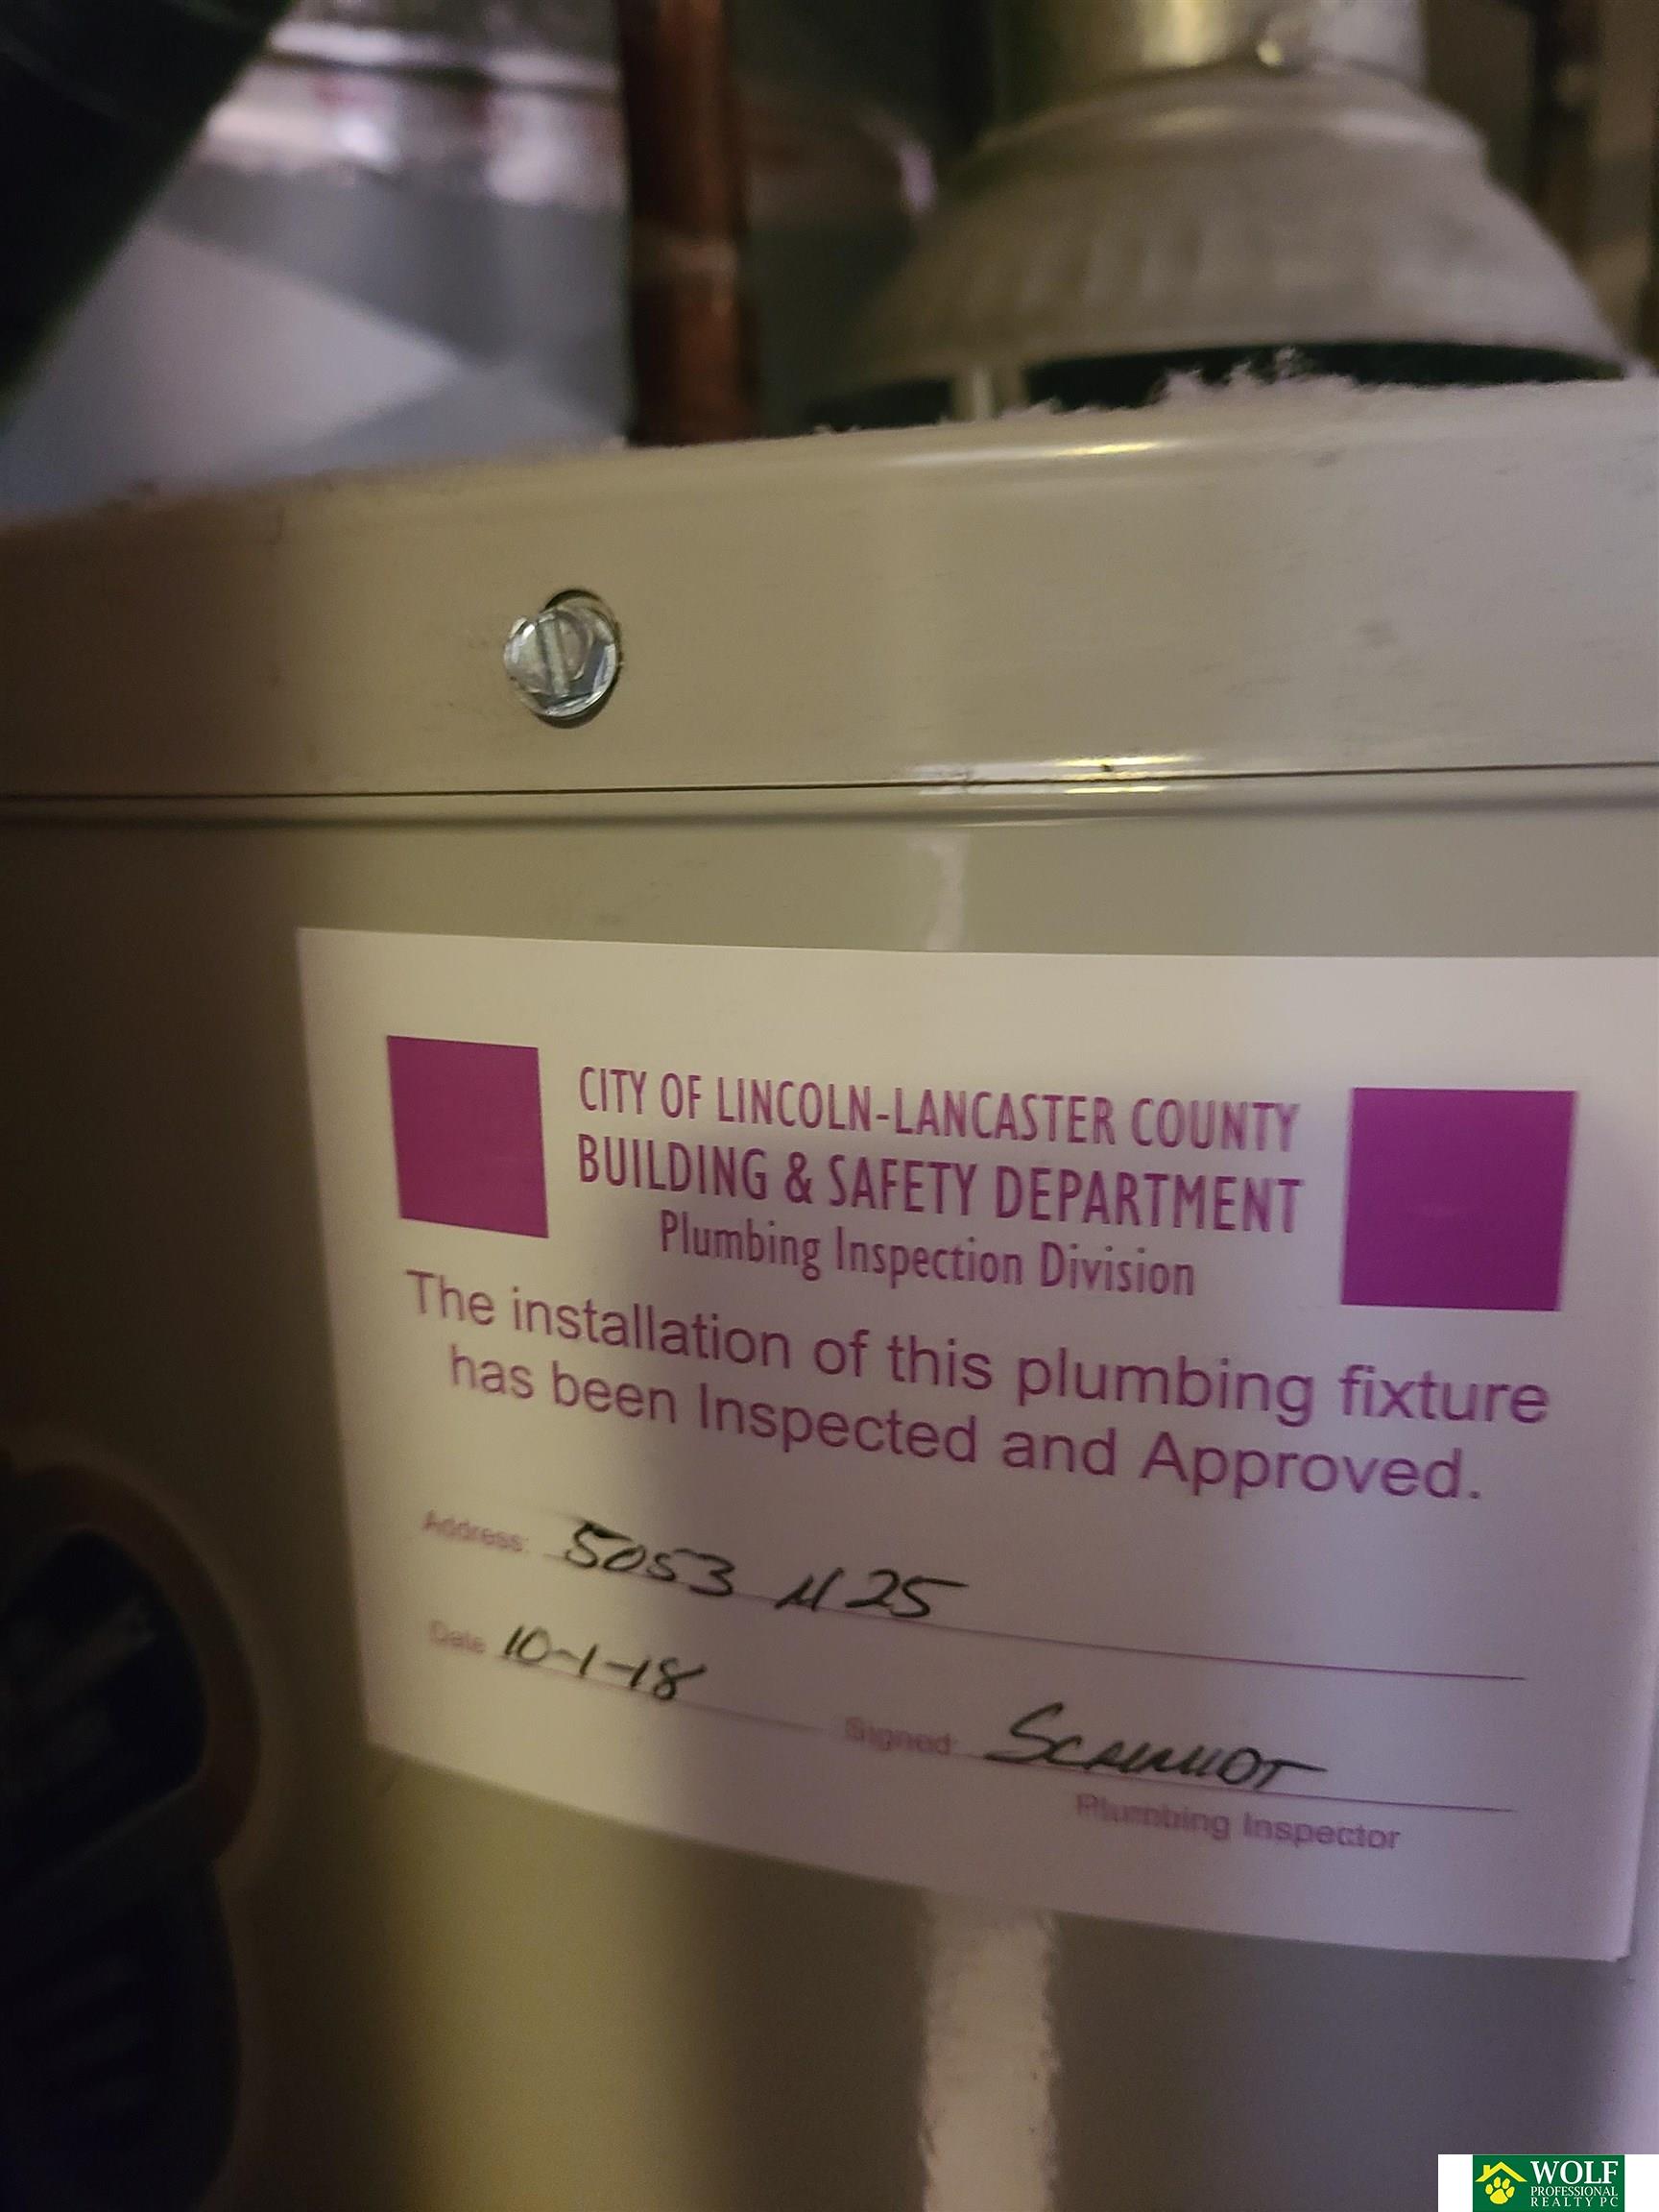 CITY OF LINCOLN-LANCASTER COUNTY
BUILDING & SAFETY DEPARTMENT
Plumbing Inspection Division
The installation of this plumbing fixture
has been Inspected and Approved.
Address: 5053 N 25
Date 10-1-18
Signed:
Plumbing Inspector
WOLF
PROFESSIONAL
REALTY PC